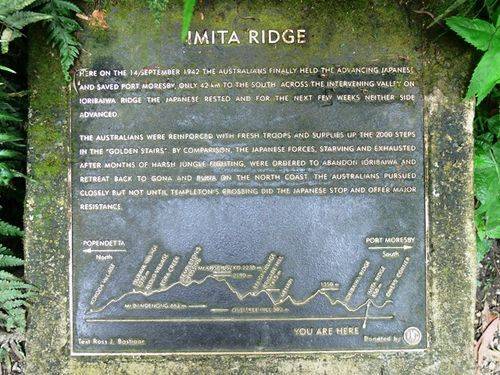 IMITA RIDGE
HERE ON THE 14 SEPTEMBER 1942 THE AUSTRALIANS FINALLY HELD THE ADVANCING JAPANESE
AND SAVED PORT MORESBY, ONLY 42 km TO THE SOUTH. ACROSS THE INTERVENING VALLEY ON
IORIBAIWA RIDGE THE JAPANESE RESTED AND FOR THE NEXT FEW WEEKS NEITHER SIDE
ADVANCED.
THE AUSTRALIANS WERE REINFORCED WITH FRESH TROOPS AND SUPPLIES UP THE 2000 STEPS
IN THE "GOLDEN STAIRS". BY COMPARISON, THE JAPANESE FORCES, STARVING AND EXHAUSTED
AFTER MONTHS OF HARSH JUNGLE FIGHTING, WERE ORDERED TO ABANDON IORIBAIWA AND
RETREAT BACK TO GONA AND BUNA ON THE NORTH COAST. THE AUSTRALIANS PURSUED
CLOSELY BUT NOT UNTIL TEMPLETON'S CROSSING DID THE JAPANESE STOP AND OFFER MAJOR
RESISTANCE.
POPENDETTA
North
PORT MORESBY
South
YOU ARE HERE
Text Ross J. Bastiaan
Donated by